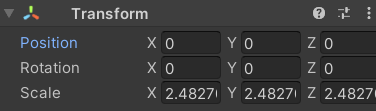 Transform
Position X 0 Y 0 Z 0
Rotation X 0 Y 0 Z 0
Scale X 2.4827 Y 2.4827 Z 2.4827